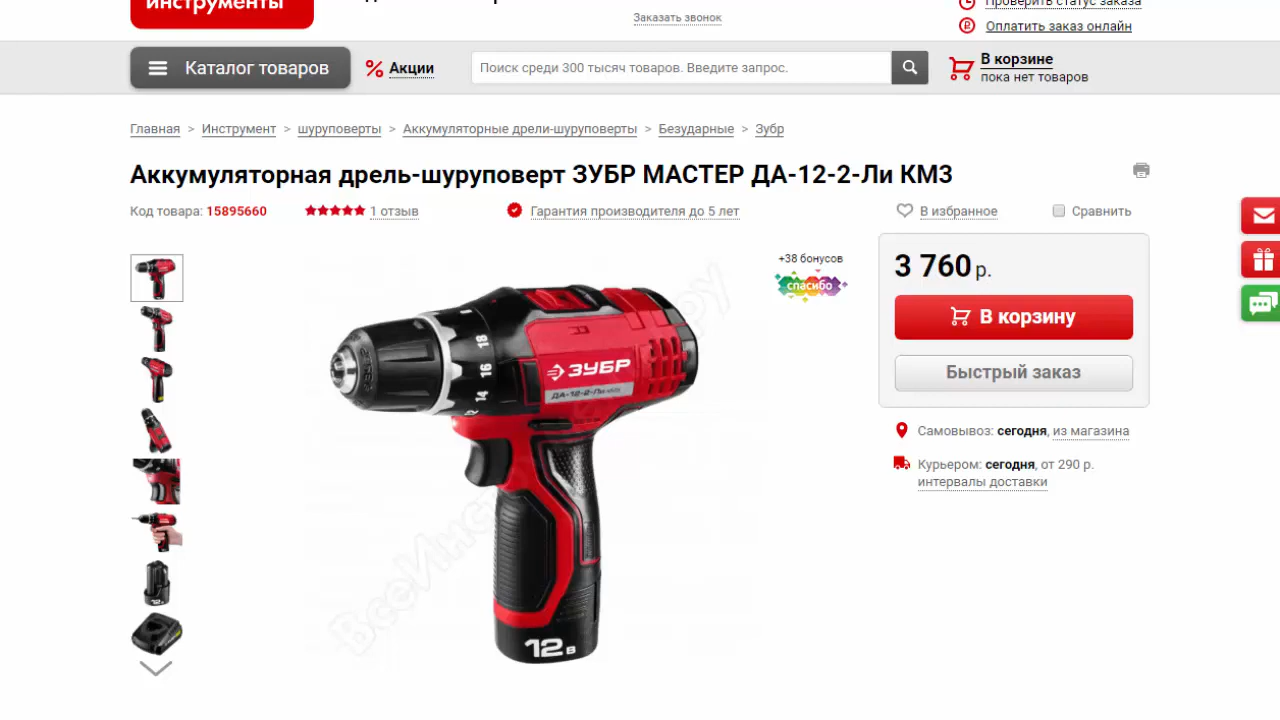 инструменты
Заказать звонок
Проверить статус заказа
Оплатить заказ онлайн
Каталог товаров
% Акции
Поиск среди 300 тысяч товаров. Введите запрос.
В корзине
пока нет товаров
Главная > Инструмент > шуруповерты > Аккумуляторные дрели-шуруповерты > Безударные > Зубр
Аккумуляторная дрель-шуруповерт ЗУБР МАСТЕР ДА-12-2-Ли КМ3
Код товара: 15895660
1 отзыв
Гарантия производителя до 5 лет
В избранное
Сравнить
+38 бонусов
спасибо
3 760 р.
В корзину
Быстрый заказ
Самовывоз: сегодня, из магазина
Курьером: сегодня, от 290 р.
интервалы доставки
18
16
14
12
ЗУБР
ДА-12-2-Ли КМ3
12 В